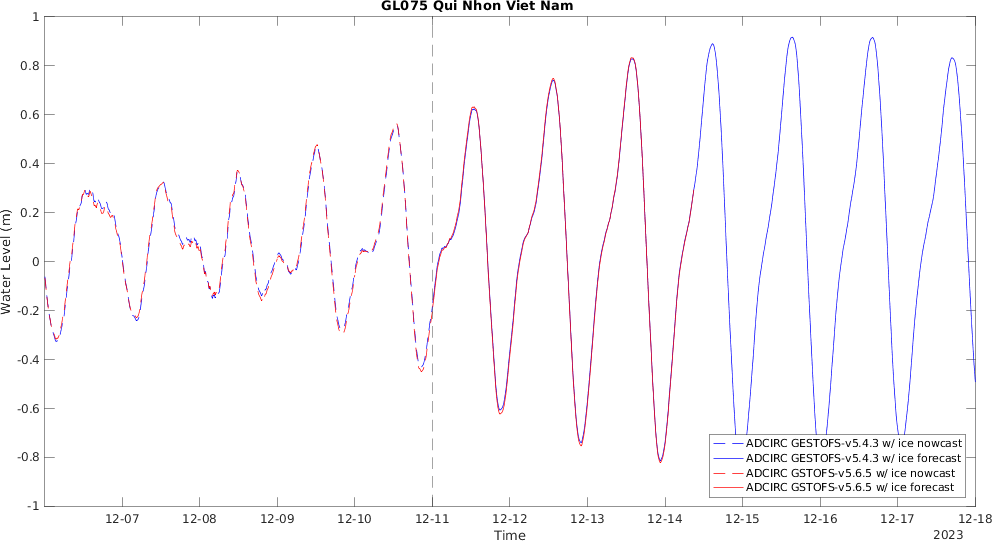 GL075 Qui Nhon Viet Nam
1
0.8
0.6
0.4
0.2
0
-0.2
-0.4
-0.6
-0.8
-1
Water Level (m)
ADCIRC GESTOFS-v5.4.3 w/ ice nowcast
ADCIRC GESTOFS-v5.4.3 w/ ice forecast
ADCIRC GSTOFS-v5.6.5 w/ ice nowcast
ADCIRC GSTOFS-v5.6.5 w/ ice forecast
12-07 12-08 12-09 12-10 12-11 12-12 12-13 12-14 12-15 12-16 12-17 12-18
Time
2023